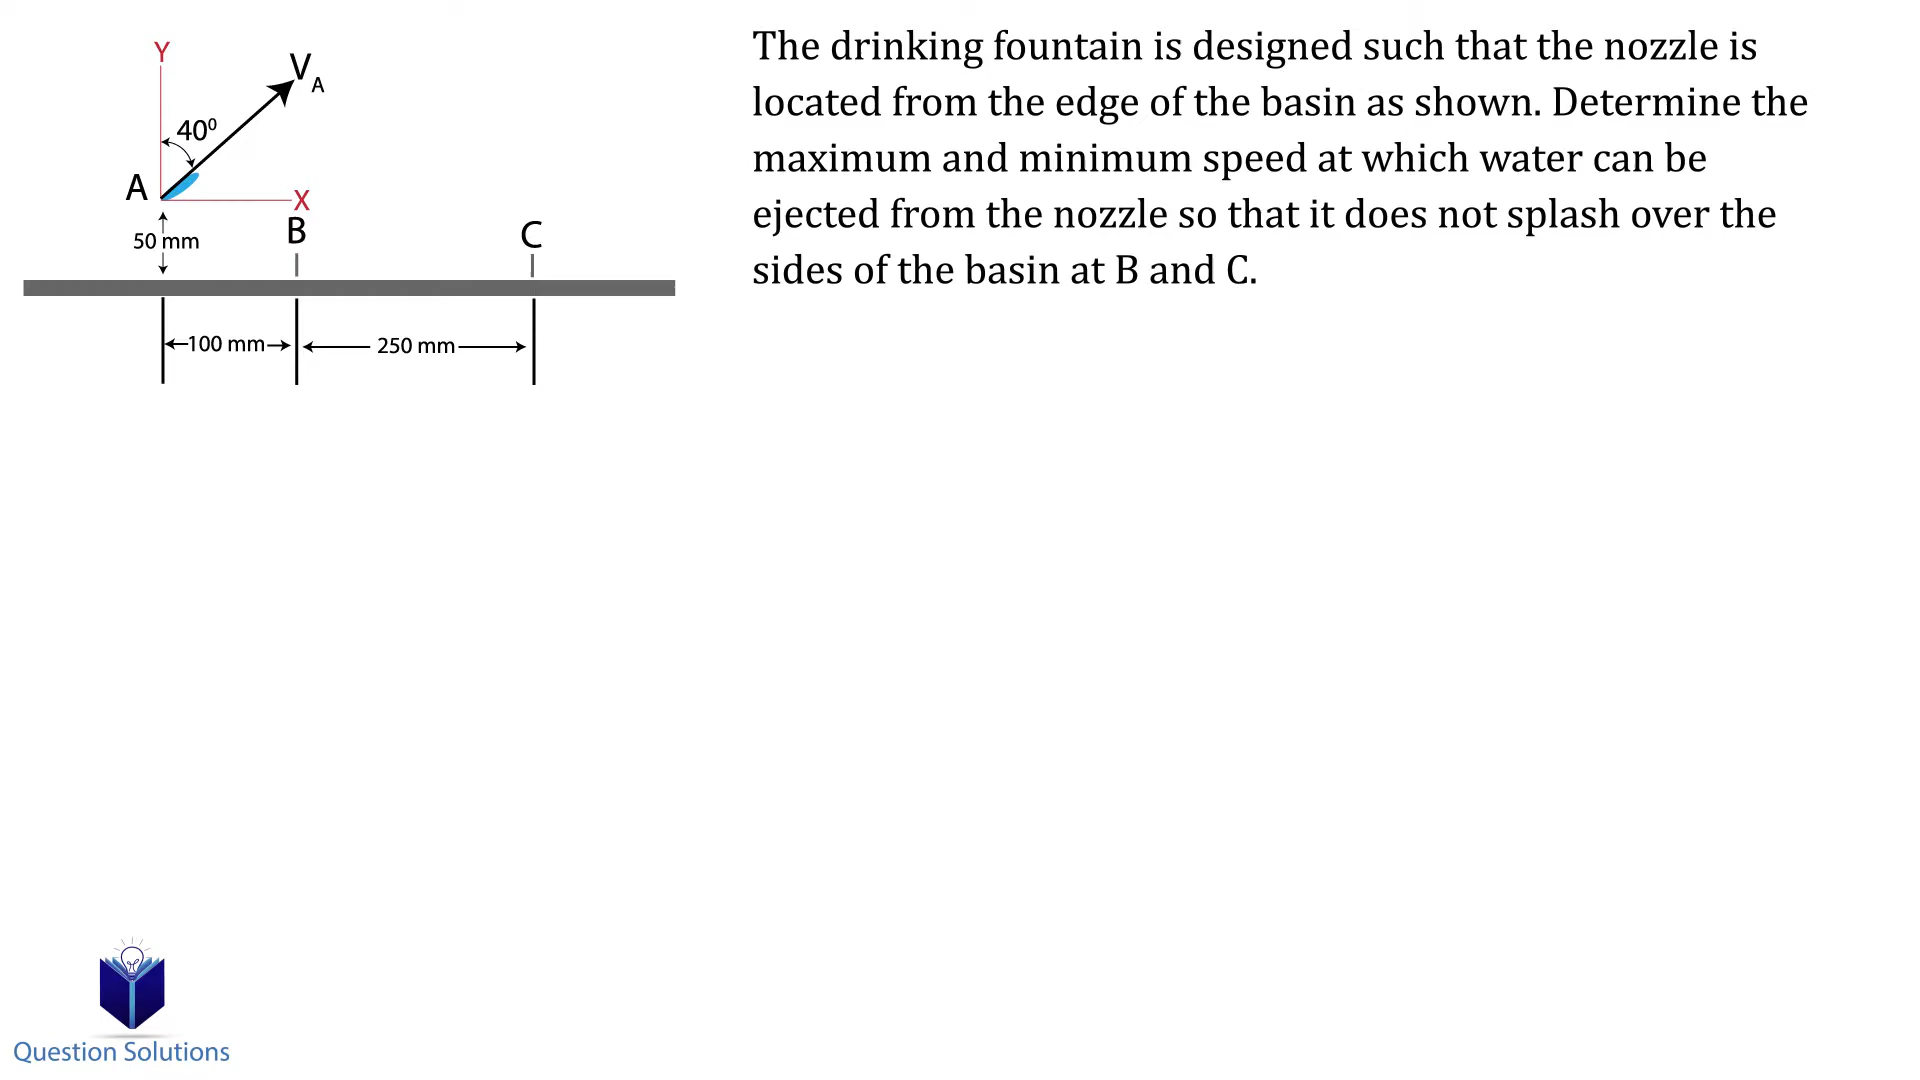 The drinking fountain is designed such that the nozzle is
located from the edge of the basin as shown. Determine the
maximum and minimum speed at which water can be
ejected from the nozzle so that it does not splash over the
sides of the basin at B and C.
Y
V
A
40⁰
A
X
50 mm
B
C
100 mm
250 mm
Question Solutions